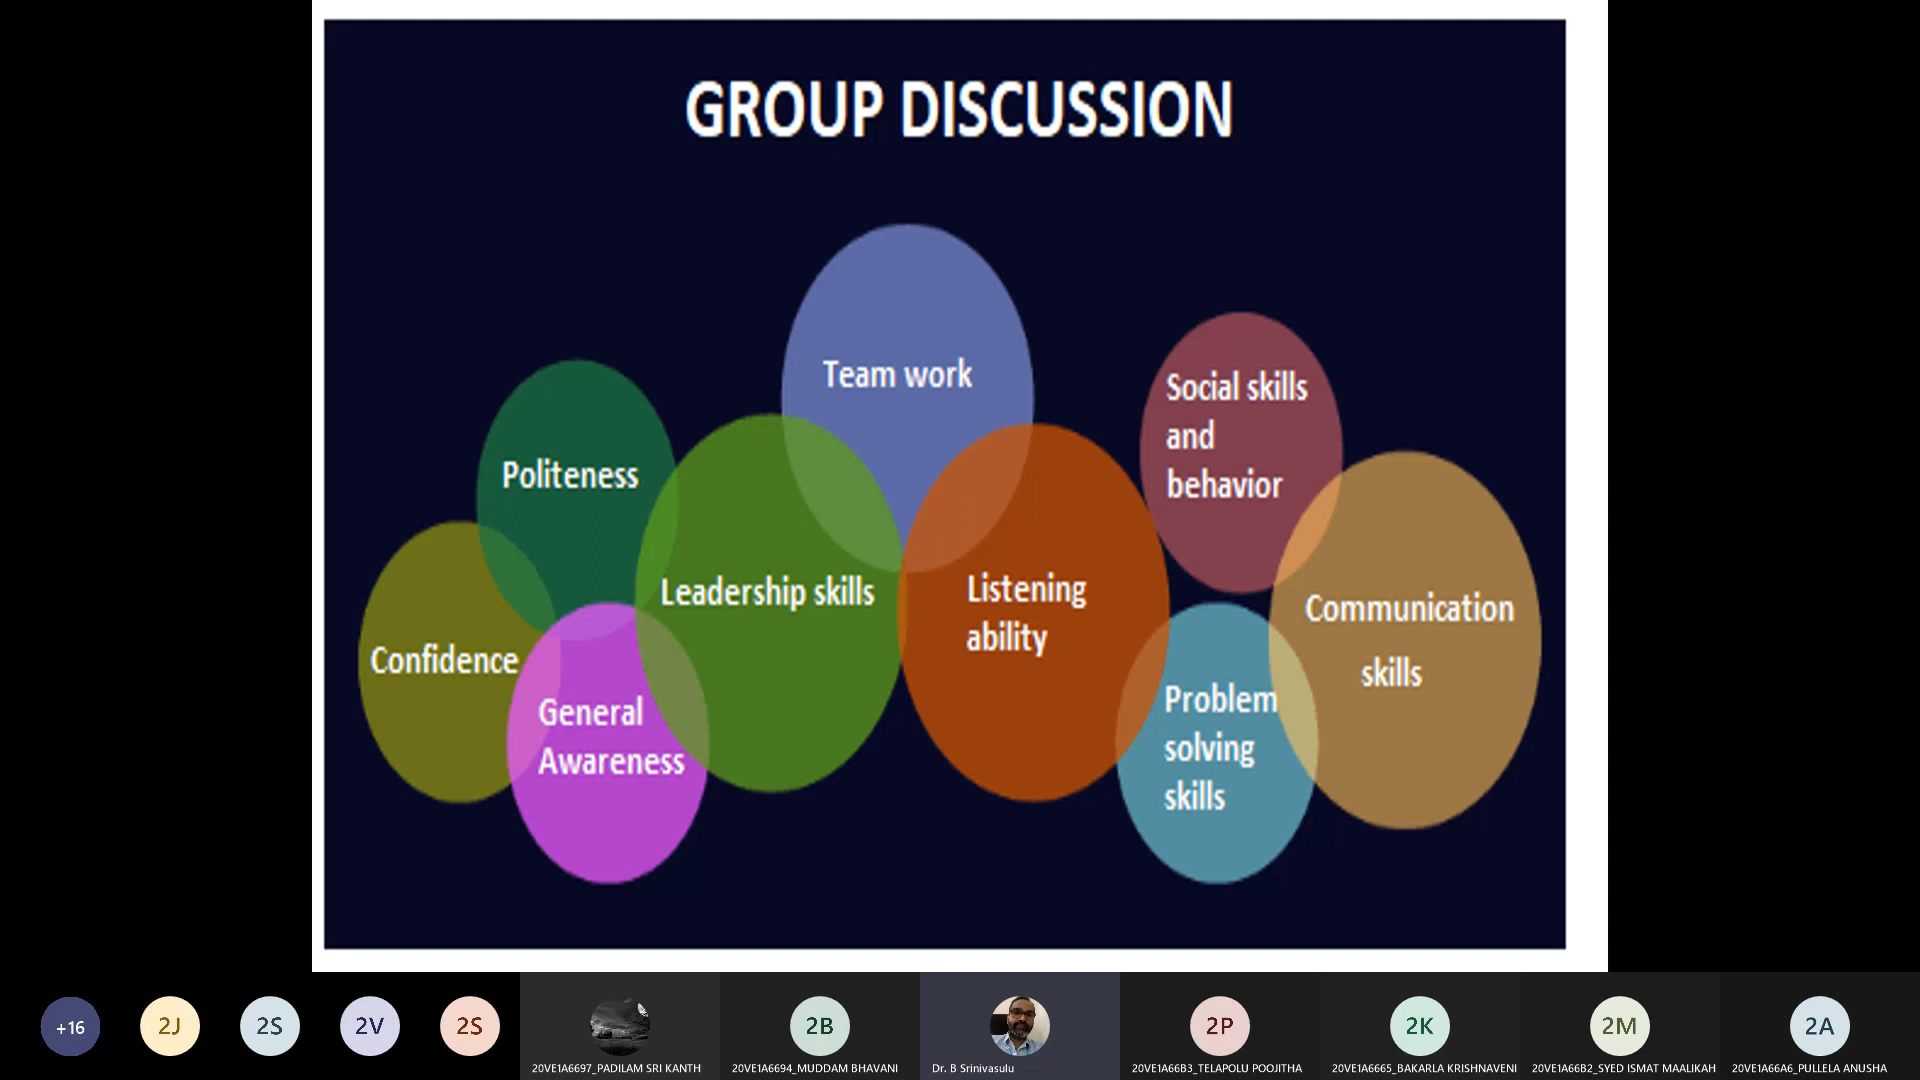 GROUP DISCUSSION
Team work
Social skills
and
behavior
Politeness
Leadership skills
Listening
ability
Communication
skills
Confidence
General
Awareness
Problem
solving
skills
+16
2J
2S
2V
2S
20VE1A6697_PADILAM SRI KANTH
2B
20VE1A6694_MUDDAM BHAVANI
Dr. B Srinivasulu
2P
20VE1A66B3_TELAPOLU POOJITHA
2K
20VE1A6665_BAKARLA KRISHNAVENI
2M
20VE1A66B2_SYED ISMAT MAALIKAH
2A
20VE1A66A6_PULLELA ANUSHA